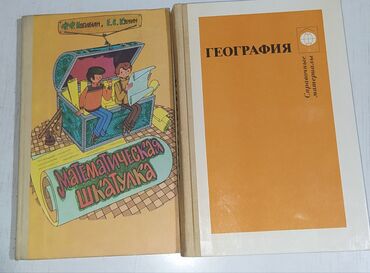 Ф.Ф. Нагибин, Е.С. Канин
МАТЕМАТИЧЕСКАЯ
ШКАТУЛКА
ГЕОГРАФИЯ
Справочные
материалы